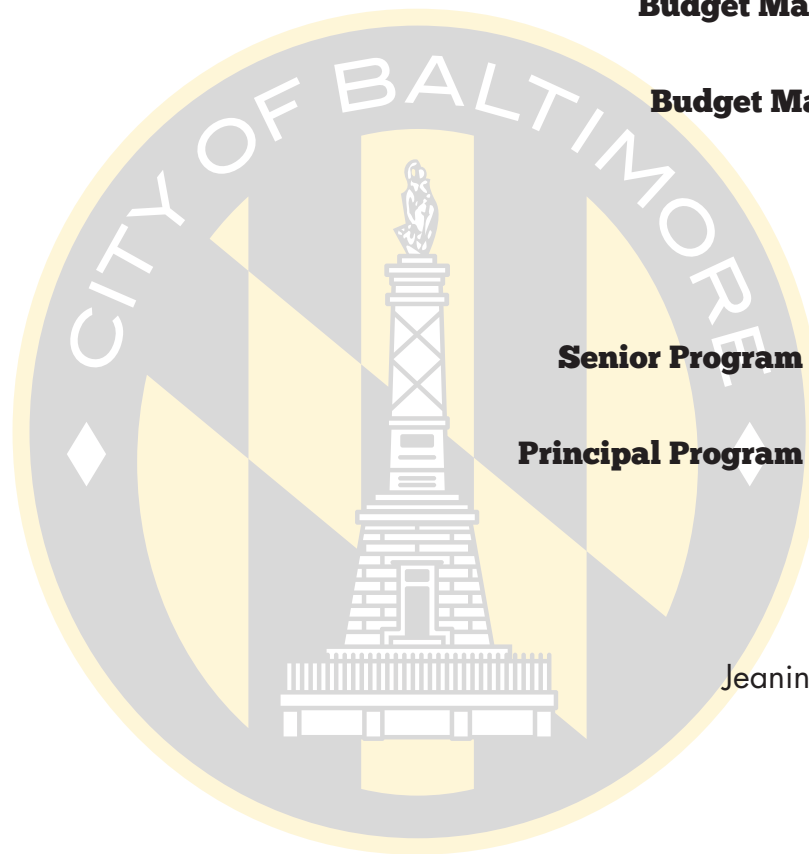 Budget Ma
CITY OF BALTIMORE
Budget Ma
Senior Program
Principal Program
Jeanin